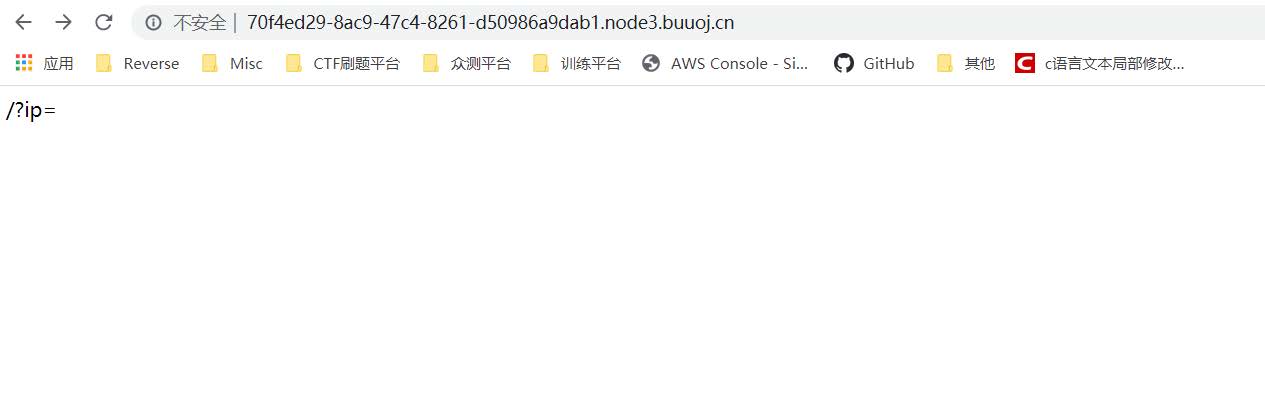 不安全 | 70f4ed29-8ac9-47c4-8261-d50986a9dab1.node3.buuoj.cn
应用 Reverse Misc CTF刷题平台 众测平台 训练平台 AWS Console - Si... GitHub 其他 c语言文本局部修改...
/?ip=